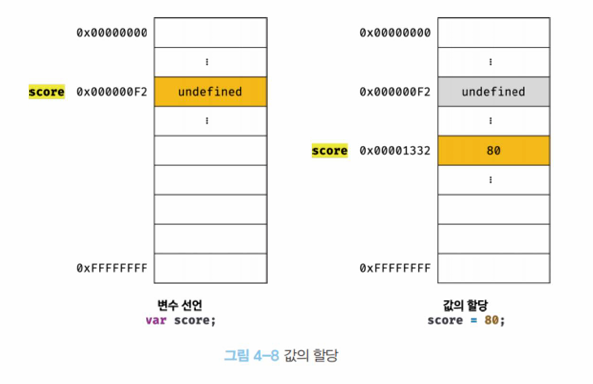 0x00000000
⋮
score 0x000000F2 undefined
⋮
0xFFFFFFFF
변수 선언
var score;
0x00000000
⋮
0x000000F2 undefined
⋮
score 0x00001332 80
⋮
0xFFFFFFFF
값의 할당
score = 80;
그림 4-8 값의 할당